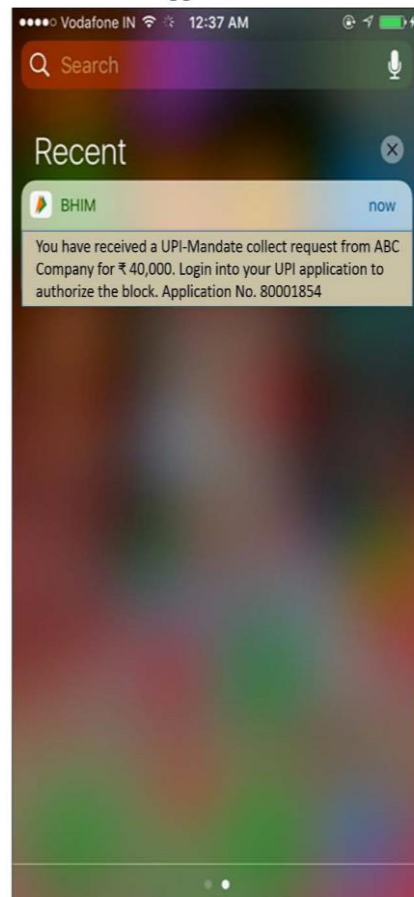 Vodafone IN 12:37 AM
Search
Recent
BHIM now
You have received a UPI-Mandate collect request from ABC
Company for ₹ 40,000. Login into your UPI application to
authorize the block. Application No. 80001854